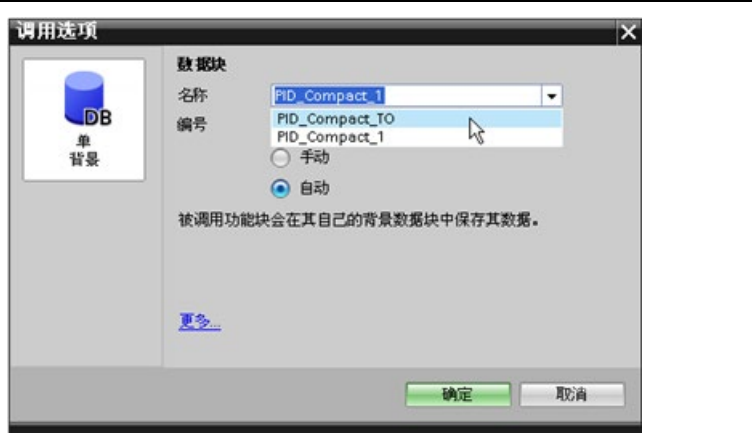 调用选项
DB
单
背景
数据块
名称
PID_Compact_1
编号
PID_Compact_TO
PID_Compact_1
手动
自动
被调用功能块会在其自己的背景数据块中保存其数据。
更多...
确定
取消